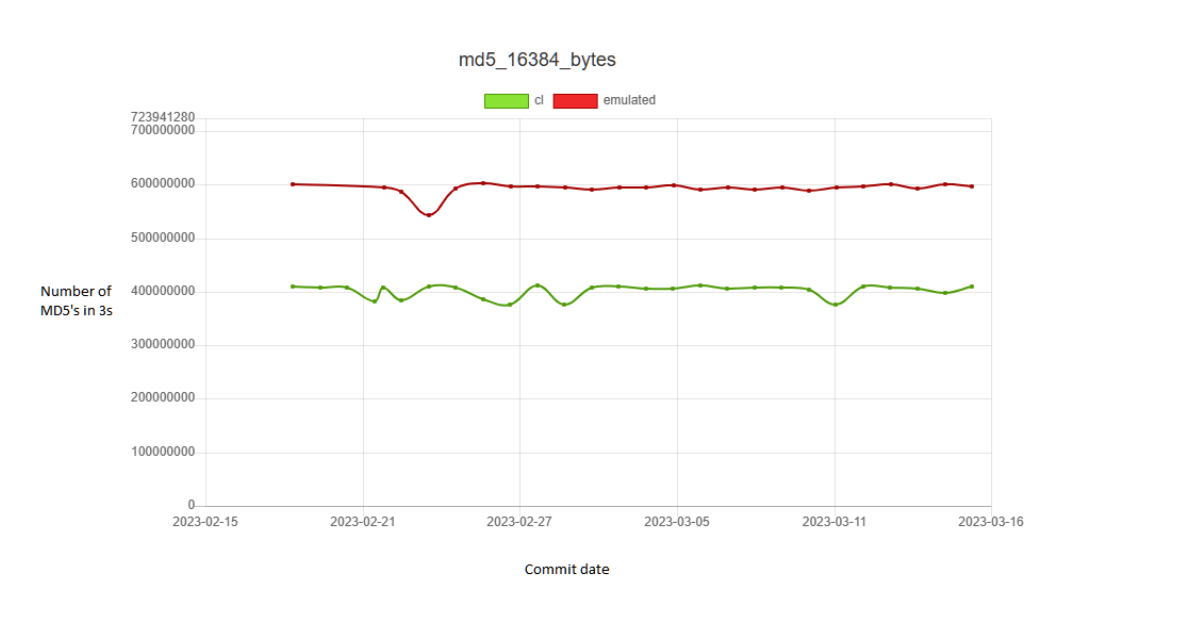 md5_16384_bytes
cl emulated
723941280
700000000
600000000
500000000
400000000
300000000
200000000
100000000
0
Number of
MD5's in 3s
2023-02-15 2023-02-21 2023-02-27 2023-03-05 2023-03-11 2023-03-16
Commit date